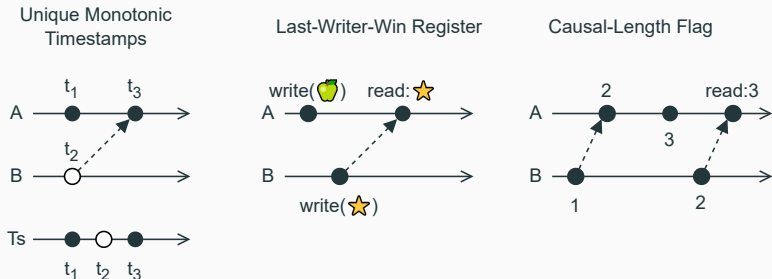 Unique Monotonic
Timestamps
t₁ t₃
A
t₂
B
Ts
t₁ t₂ t₃
Last-Writer-Win Register
write(🍏) read:⭐
A
B
write(⭐)
Causal-Length Flag
2 read:3
A
3
B
1 2